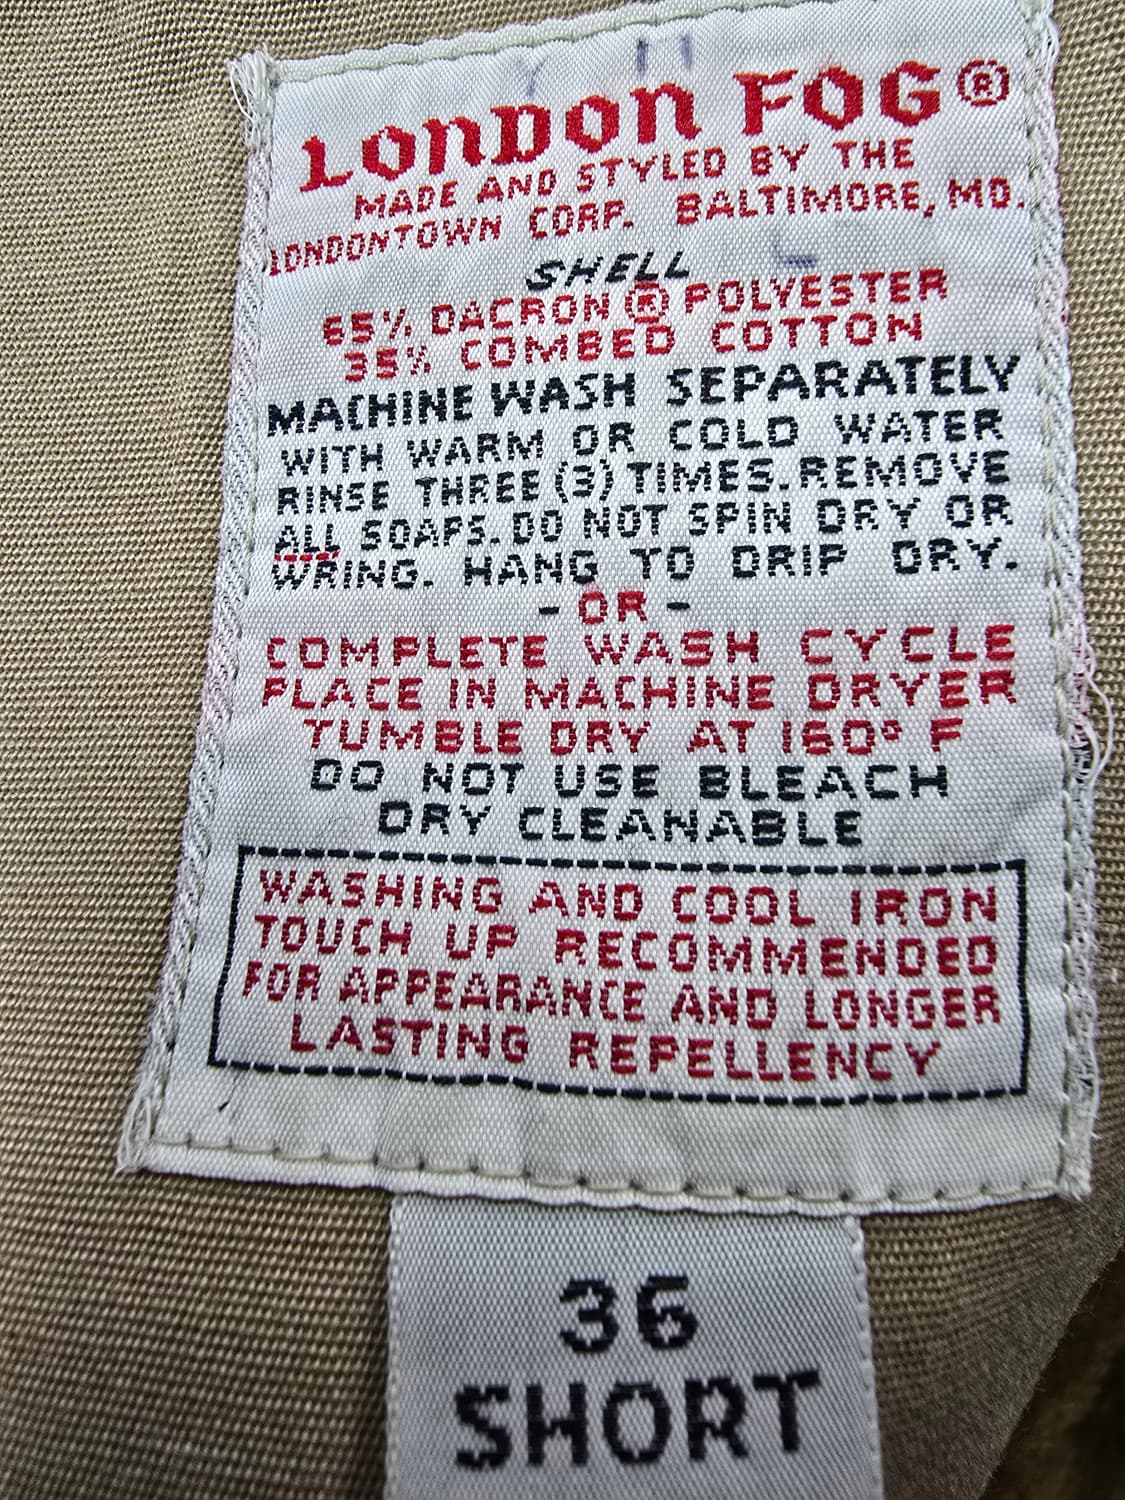 LONDON FOG®
MADE AND STYLED BY THE
LONDONTOWN CORP. BALTIMORE, MD.
SHELL
65% DACRON® POLYESTER
35% COMBED COTTON
MACHINE WASH SEPARATELY
WITH WARM OR COLD WATER
RINSE THREE (3) TIMES. REMOVE
ALL SOAPS. DO NOT SPIN DRY OR
WRING. HANG TO DRIP DRY.
- OR -
COMPLETE WASH CYCLE
PLACE IN MACHINE DRYER
TUMBLE DRY AT 160° F
DO NOT USE BLEACH
DRY CLEANABLE
WASHING AND COOL IRON
TOUCH UP RECOMMENDED
FOR APPEARANCE AND LONGER
LASTING REPELLENCY
36
SHORT